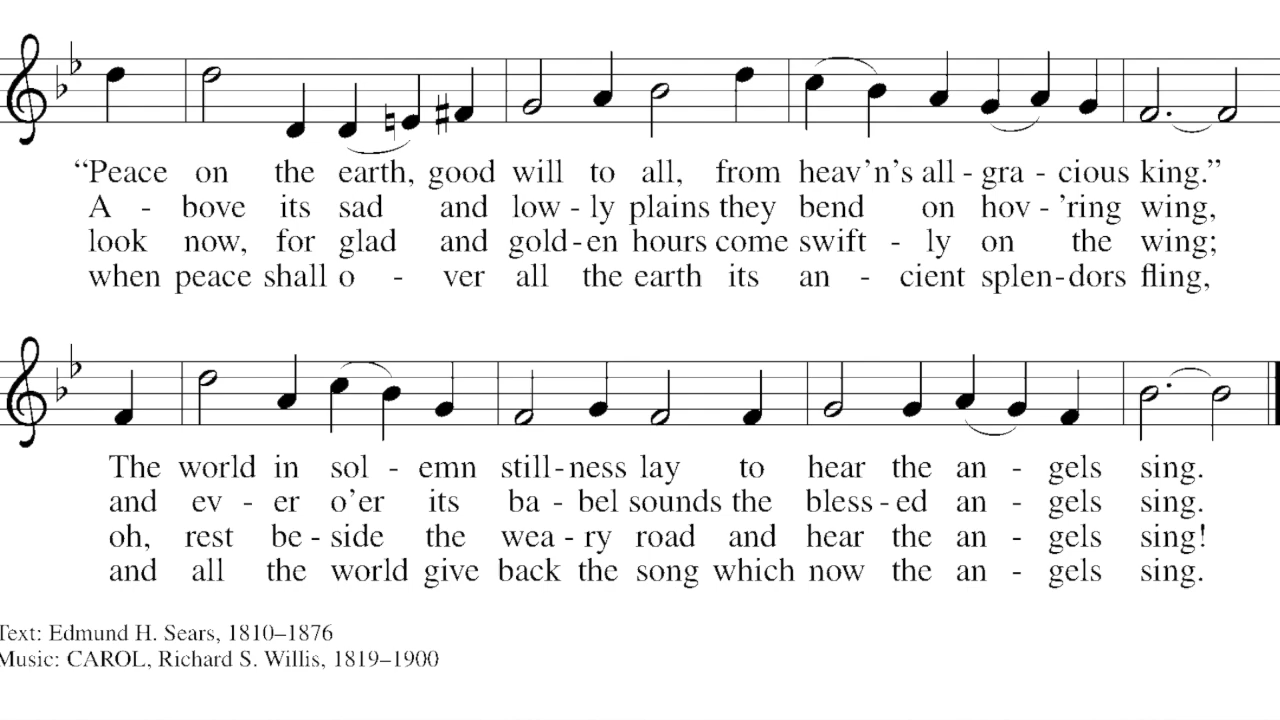 “Peace on the earth, good will to all, from heav’n’s all - gra - cious king.”
A - bove its sad and low - ly plains they bend on hov - ’ring wing,
look now, for glad and gold - en hours come swift - ly on the wing;
when peace shall o - ver all the earth its an - cient splen - dors fling,
The world in sol - emn still - ness lay to hear the an - gels sing.
and ev - er o’er its ba - bel sounds the bless - ed an - gels sing.
oh, rest be - side the wea - ry road and hear the an - gels sing!
and all the world give back the song which now the an - gels sing.
Text: Edmund H. Sears, 1810–1876
Music: CAROL, Richard S. Willis, 1819–1900